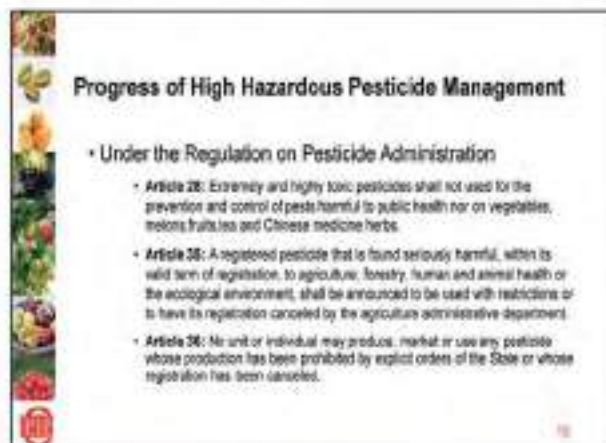 Progress of High Hazardous Pesticide Management
• Under the Regulation on Pesticide Administration
• Article 28: Extremely and highly toxic pesticides shall not used for the
prevention and control of pests harmful to public health nor on vegetables,
melons,fruits,tea and Chinese medicine herbs.
• Article 35: A registered pesticide that is found seriously harmful, within its
valid term of registration, to agriculture, forestry, human and animal health or
the ecological environment, shall be announced to be used with restrictions or
to have its registration canceled by the agriculture administrative department.
• Article 36: No unit or individual may produce, market or use any pesticide
whose production has been prohibited by explicit orders of the State or whose
registration has been canceled.